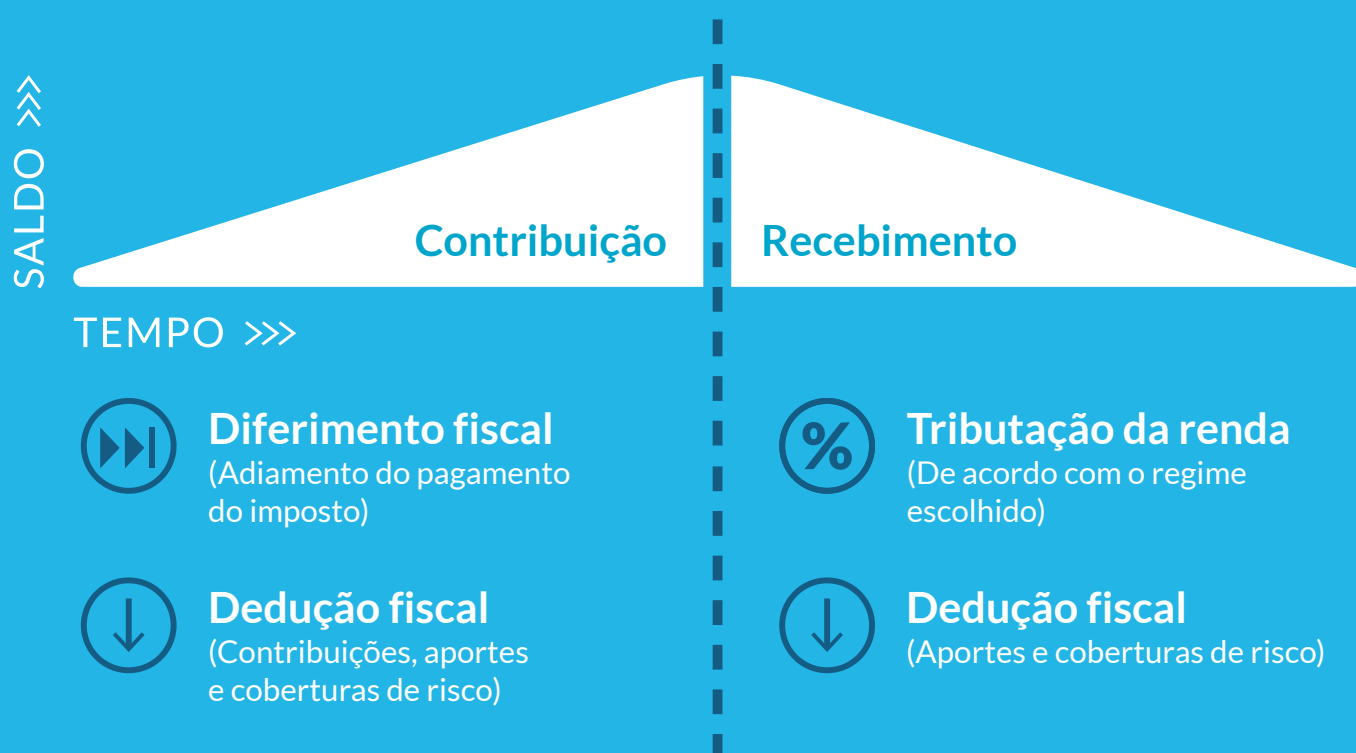 SALDO >>>
Contribuição
Recebimento
TEMPO >>>
Diferimento fiscal
(Adiamento do pagamento
do imposto)
Dedução fiscal
(Contribuições, aportes
e coberturas de risco)
%
Tributação da renda
(De acordo com o regime
escolhido)
Dedução fiscal
(Aportes e coberturas de risco)